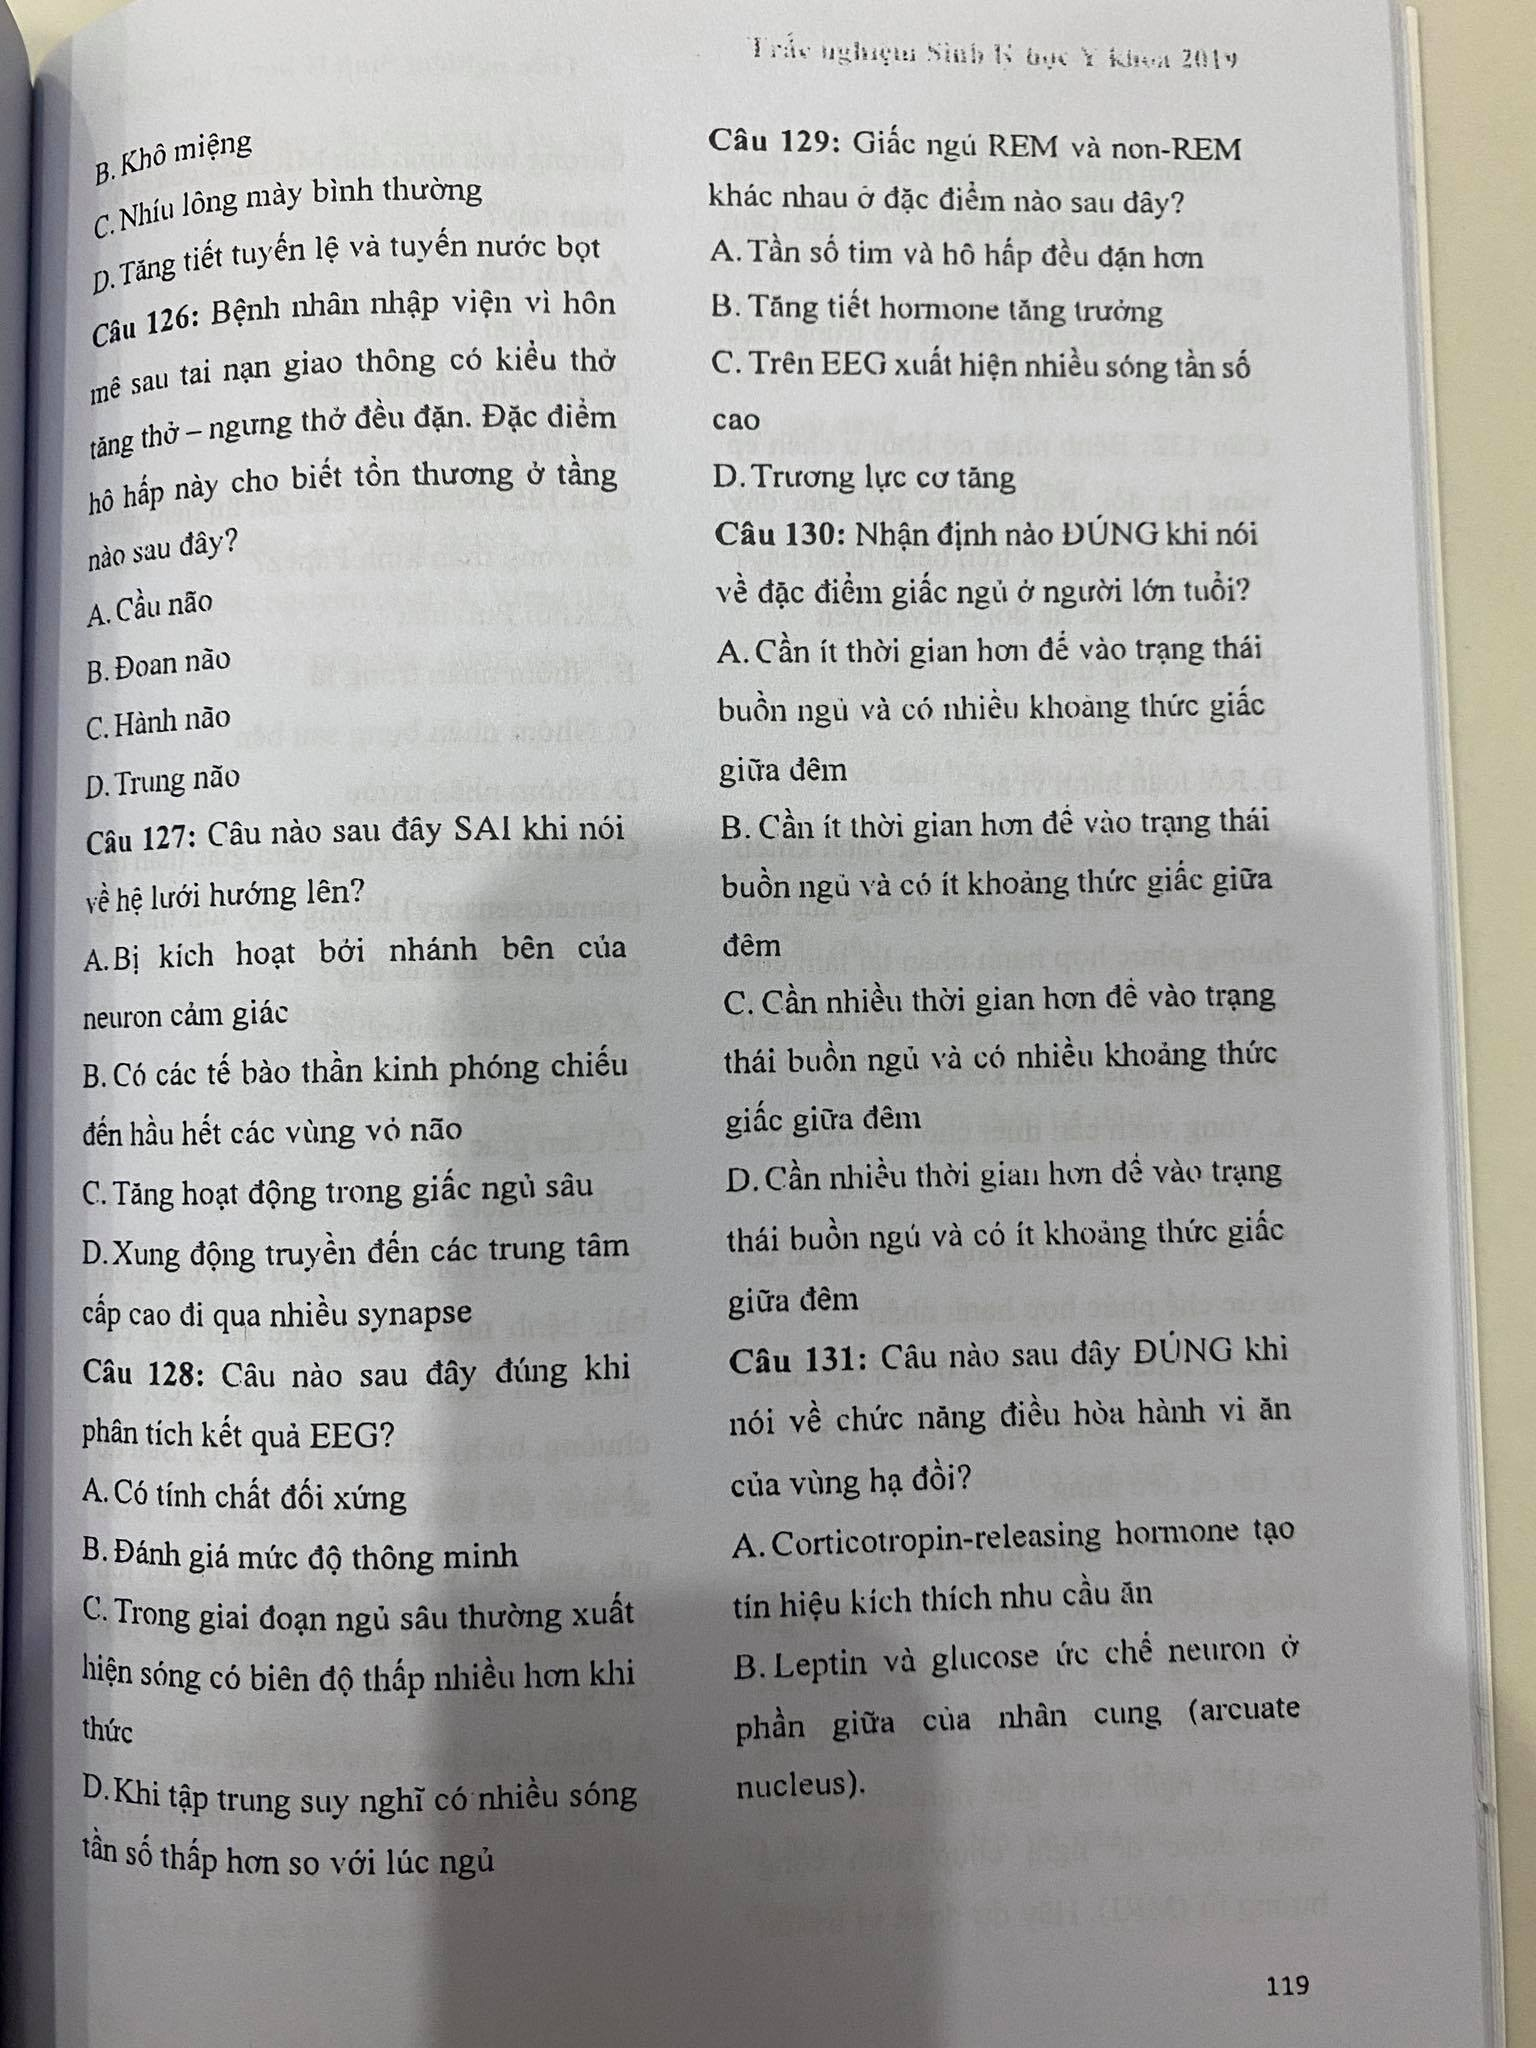 Trắc nghiệm Sinh lý học Y khoa 2019
B. Khô miệng
C. Nhíu lông mày bình thường
D. Tăng tiết tuyến lệ và tuyến nước bọt
Câu 126: Bệnh nhân nhập viện vì hôn
mê sau tai nạn giao thông có kiểu thở
tăng thở – ngưng thở đều đặn. Đặc điểm
hô hấp này cho biết tổn thương ở tầng
nào sau đây?
A. Cầu não
B. Đoan não
C. Hành não
D. Trung não
Câu 127: Câu nào sau đây SAI khi nói
về hệ lưới hướng lên?
A. Bị kích hoạt bởi nhánh bên của
neuron cảm giác
B. Có các tế bào thần kinh phóng chiếu
đến hầu hết các vùng vỏ não
C. Tăng hoạt động trong giấc ngủ sâu
D. Xung động truyền đến các trung tâm
cấp cao đi qua nhiều synapse
Câu 128: Câu nào sau đây đúng khi
phân tích kết quả EEG?
A. Có tính chất đối xứng
B. Đánh giá mức độ thông minh
C. Trong giai đoạn ngủ sâu thường xuất
hiện sóng có biên độ thấp nhiều hơn khi
thức
D. Khi tập trung suy nghĩ có nhiều sóng
tần số thấp hơn so với lúc ngủ
Câu 129: Giấc ngủ REM và non-REM
khác nhau ở đặc điểm nào sau đây?
A. Tần số tim và hô hấp đều đặn hơn
B. Tăng tiết hormone tăng trưởng
C. Trên EEG xuất hiện nhiều sóng tần số
cao
D. Trương lực cơ tăng
Câu 130: Nhận định nào ĐÚNG khi nói
về đặc điểm giấc ngủ ở người lớn tuổi?
A. Cần ít thời gian hơn để vào trạng thái
buồn ngủ và có nhiều khoảng thức giấc
giữa đêm
B. Cần ít thời gian hơn để vào trạng thái
buồn ngủ và có ít khoảng thức giấc giữa
đêm
C. Cần nhiều thời gian hơn để vào trạng
thái buồn ngủ và có nhiều khoảng thức
giấc giữa đêm
D. Cần nhiều thời gian hơn để vào trạng
thái buồn ngủ và có ít khoảng thức giấc
giữa đêm
Câu 131: Câu nào sau đây ĐÚNG khi
nói về chức năng điều hòa hành vi ăn
của vùng hạ đồi?
A. Corticotropin-releasing hormone tạo
tín hiệu kích thích nhu cầu ăn
B. Leptin và glucose ức chế neuron ở
phần giữa của nhân cung (arcuate
nucleus).
119